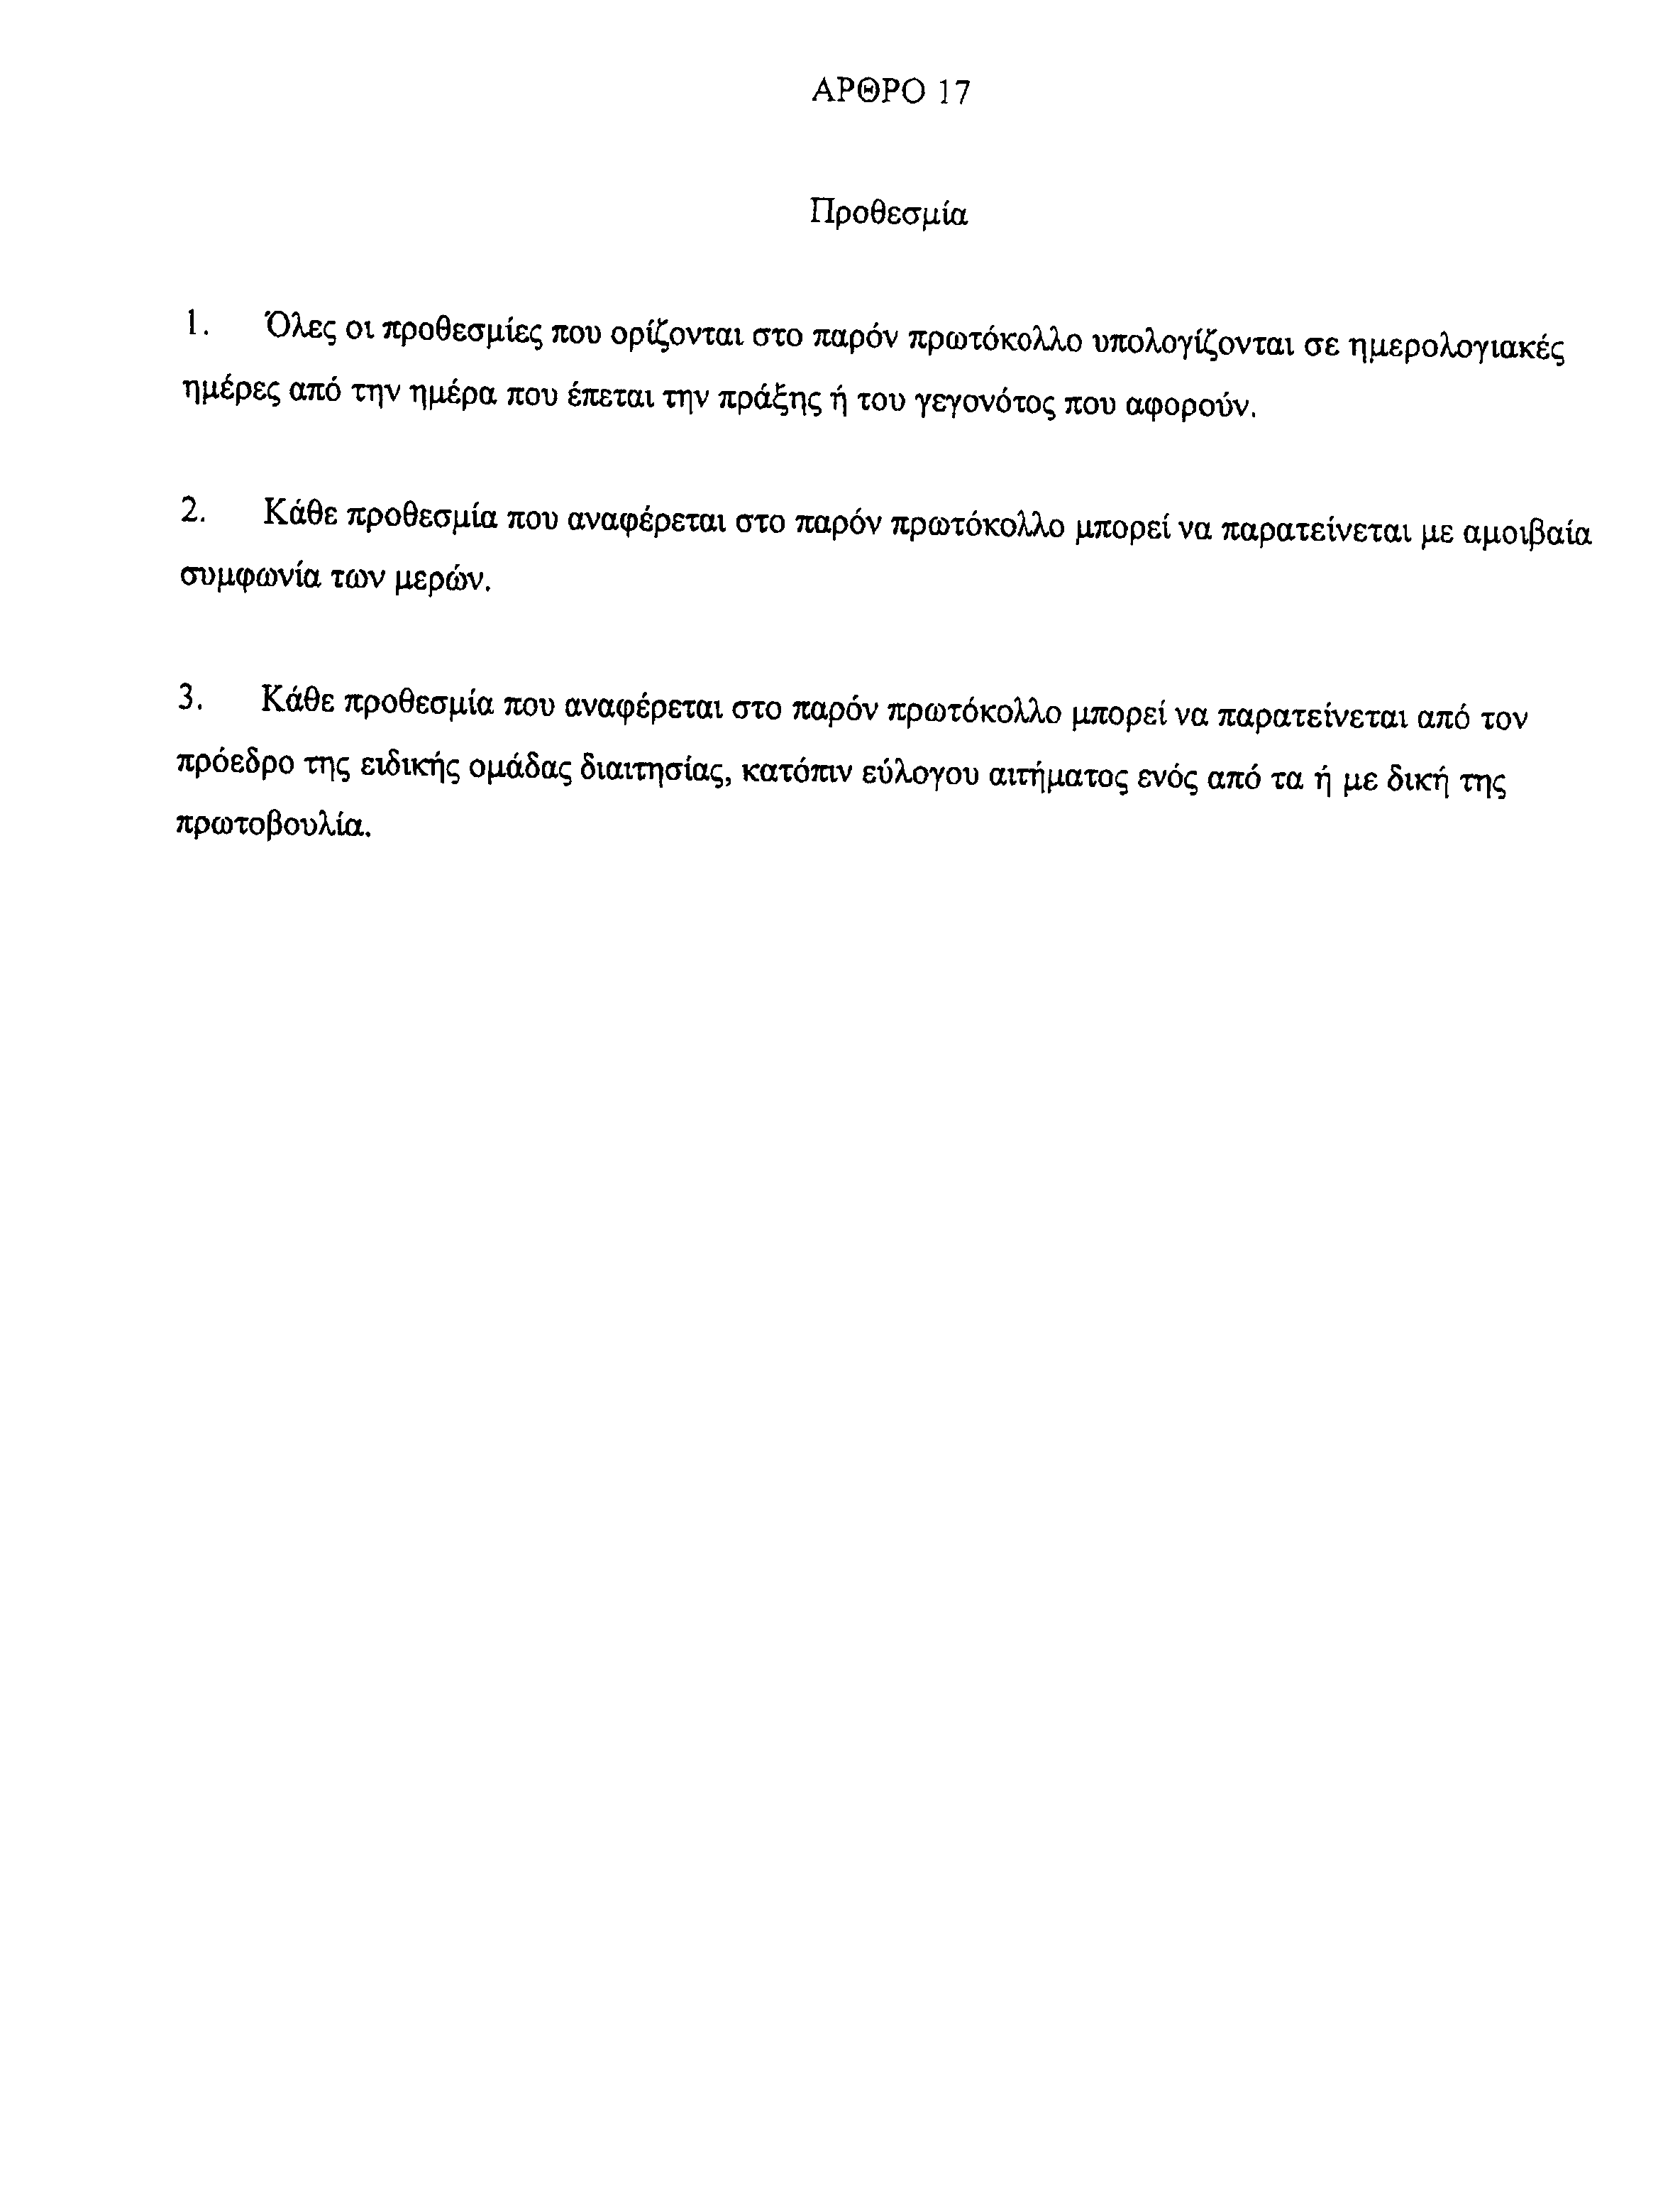 ΑΡΘΡΟ 17
Προθεσμία
1. Όλες οι προθεσμίες που ορίζονται στο παρόν πρωτόκολλο υπολογίζονται σε ημερολογιακές
ημέρες από την ημέρα που έπεται την πράξης ή του γεγονότος που αφορούν.
2. Κάθε προθεσμία που αναφέρεται στο παρόν πρωτόκολλο μπορεί να παρατείνεται με αμοιβαία
συμφωνία των μερών.
3. Κάθε προθεσμία που αναφέρεται στο παρόν πρωτόκολλο μπορεί να παρατείνεται από τον
πρόεδρο της ειδικής ομάδας διαιτησίας, κατόπιν εύλογου αιτήματος ενός από τα ή με δική της
πρωτοβουλία.